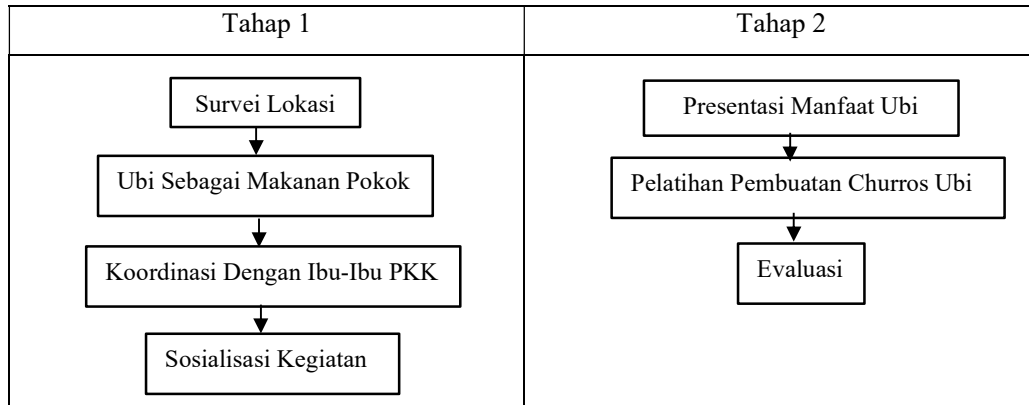 Tahap 1
Survei Lokasi
Ubi Sebagai Makanan Pokok
Koordinasi Dengan Ibu-Ibu PKK
Sosialisasi Kegiatan
Tahap 2
Presentasi Manfaat Ubi
Pelatihan Pembuatan Churros Ubi
Evaluasi